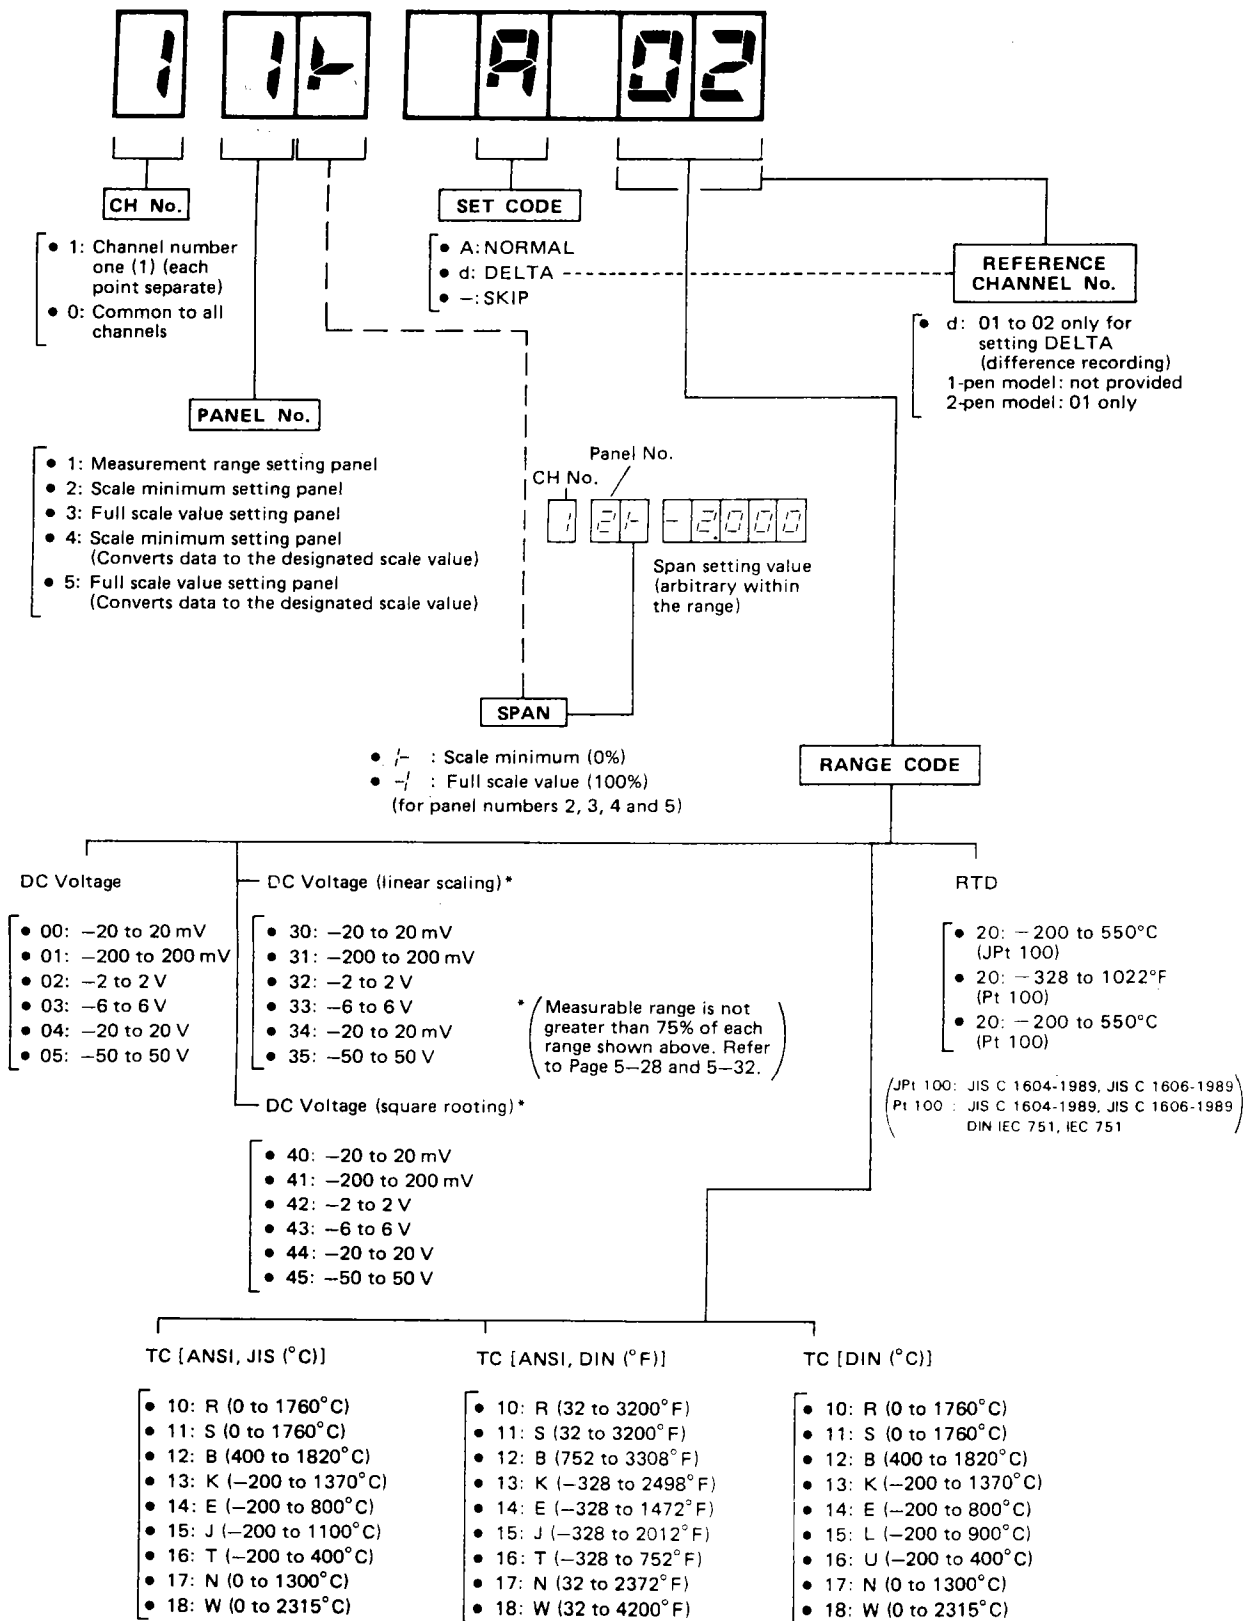 1 1⊢ A 02
CH No.
SET CODE
• 1: Channel number
one (1) (each
point separate)
• 0: Common to all
channels
• A: NORMAL
• d: DELTA
• –: SKIP
REFERENCE
CHANNEL No.
• d: 01 to 02 only for
setting DELTA
(difference recording)
1-pen model: not provided
2-pen model: 01 only
PANEL No.
• 1: Measurement range setting panel
• 2: Scale minimum setting panel
• 3: Full scale value setting panel
• 4: Scale minimum setting panel
(Converts data to the designated scale value)
• 5: Full scale value setting panel
(Converts data to the designated scale value)
Panel No.
CH No.
1 2⊢ -2.000
Span setting value
(arbitrary within
the range)
SPAN
• ⊢ : Scale minimum (0%)
• ⊣ : Full scale value (100%)
(for panel numbers 2, 3, 4 and 5)
RANGE CODE
DC Voltage
• 00: –20 to 20 mV
• 01: –200 to 200 mV
• 02: –2 to 2 V
• 03: –6 to 6 V
• 04: –20 to 20 V
• 05: –50 to 50 V
DC Voltage (linear scaling)*
• 30: –20 to 20 mV
• 31: –200 to 200 mV
• 32: –2 to 2 V
• 33: –6 to 6 V
• 34: –20 to 20 mV
• 35: –50 to 50 V
* (Measurable range is not
greater than 75% of each
range shown above. Refer
to Page 5–28 and 5–32.)
DC Voltage (square rooting)*
• 40: –20 to 20 mV
• 41: –200 to 200 mV
• 42: –2 to 2 V
• 43: –6 to 6 V
• 44: –20 to 20 V
• 45: –50 to 50 V
RTD
• 20: –200 to 550°C
(JPt 100)
• 20: –328 to 1022°F
(Pt 100)
• 20: –200 to 550°C
(Pt 100)
(JPt 100: JIS C 1604-1989, JIS C 1606-1989
Pt 100 : JIS C 1604-1989, JIS C 1606-1989
DIN IEC 751, IEC 751)
TC [ANSI, JIS (°C)]
• 10: R (0 to 1760°C)
• 11: S (0 to 1760°C)
• 12: B (400 to 1820°C)
• 13: K (–200 to 1370°C)
• 14: E (–200 to 800°C)
• 15: J (–200 to 1100°C)
• 16: T (–200 to 400°C)
• 17: N (0 to 1300°C)
• 18: W (0 to 2315°C)
TC [ANSI, DIN (°F)]
• 10: R (32 to 3200°F)
• 11: S (32 to 3200°F)
• 12: B (752 to 3308°F)
• 13: K (–328 to 2498°F)
• 14: E (–328 to 1472°F)
• 15: J (–328 to 2012°F)
• 16: T (–328 to 752°F)
• 17: N (32 to 2372°F)
• 18: W (32 to 4200°F)
TC [DIN (°C)]
• 10: R (0 to 1760°C)
• 11: S (0 to 1760°C)
• 12: B (400 to 1820°C)
• 13: K (–200 to 1370°C)
• 14: E (–200 to 800°C)
• 15: L (–200 to 900°C)
• 16: U (–200 to 400°C)
• 17: N (0 to 1300°C)
• 18: W (0 to 2315°C)